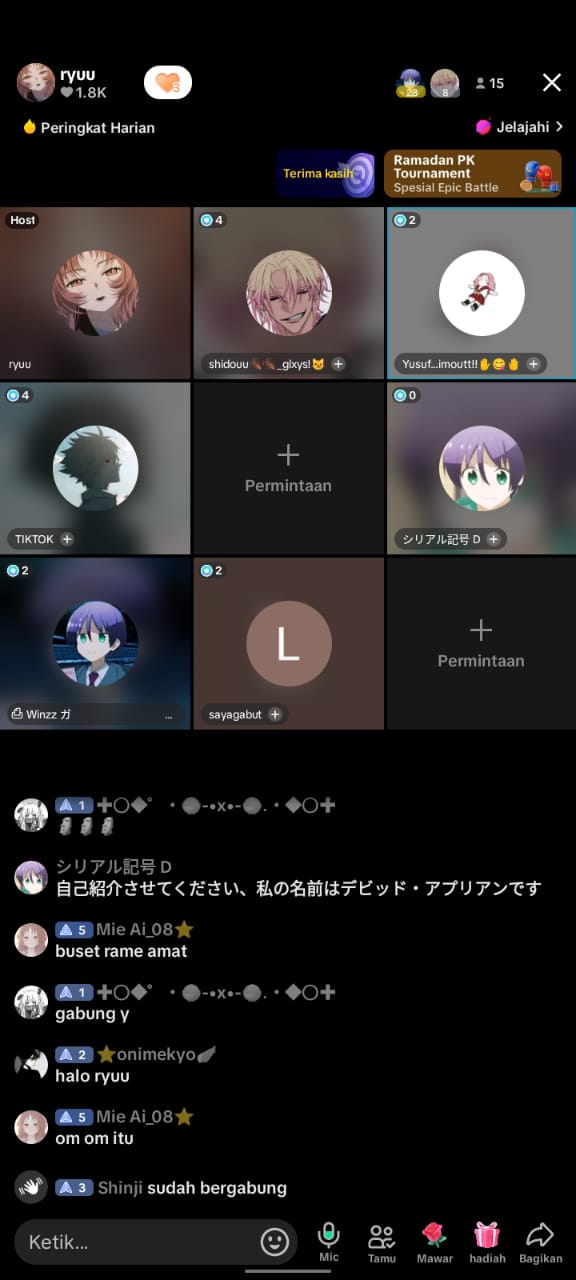 ryuu
1.8K
3
23
8
15
Peringkat Harian
Jelajahi
Terima kasih
Ramadan PK
Tournament
Spesial Epic Battle
Host
ryuu
4
shidouu🍫🍫_glxys!😼
2
Yusuf...imoutt!!✋😋🤚
4
TIKTOK
Permintaan
0
シリアル記号 D
2
Winzz ガ ...
2
L
sayagabut
Permintaan
1 ✚〇◆゜・⚫-•x•-⚫.・◆〇✚
🗿🗿🗿
シリアル記号 D
自己紹介させてください、私の名前はデビッド・アプリアンです
5 Mie Ai_08⭐
buset rame amat
1 ✚〇◆゜・⚫-•x•-⚫.・◆〇✚
gabung y
2 ⭐onimekyo
halo ryuu
5 Mie Ai_08⭐
om om itu
3 Shinji sudah bergabung
Ketik...
Mic
Tamu
Mawar
hadiah
Bagikan